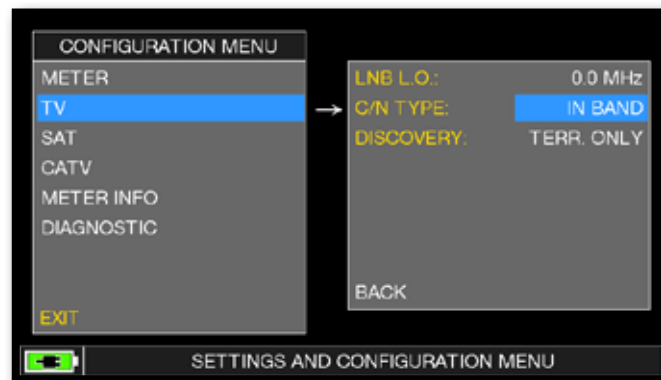 CONFIGURATION MENU
METER
TV
SAT
CATV
METER INFO
DIAGNOSTIC
EXIT
→
LNB L.O.: 0.0 MHz
C/N TYPE: IN BAND
DISCOVERY: TERR. ONLY
BACK
SETTINGS AND CONFIGURATION MENU